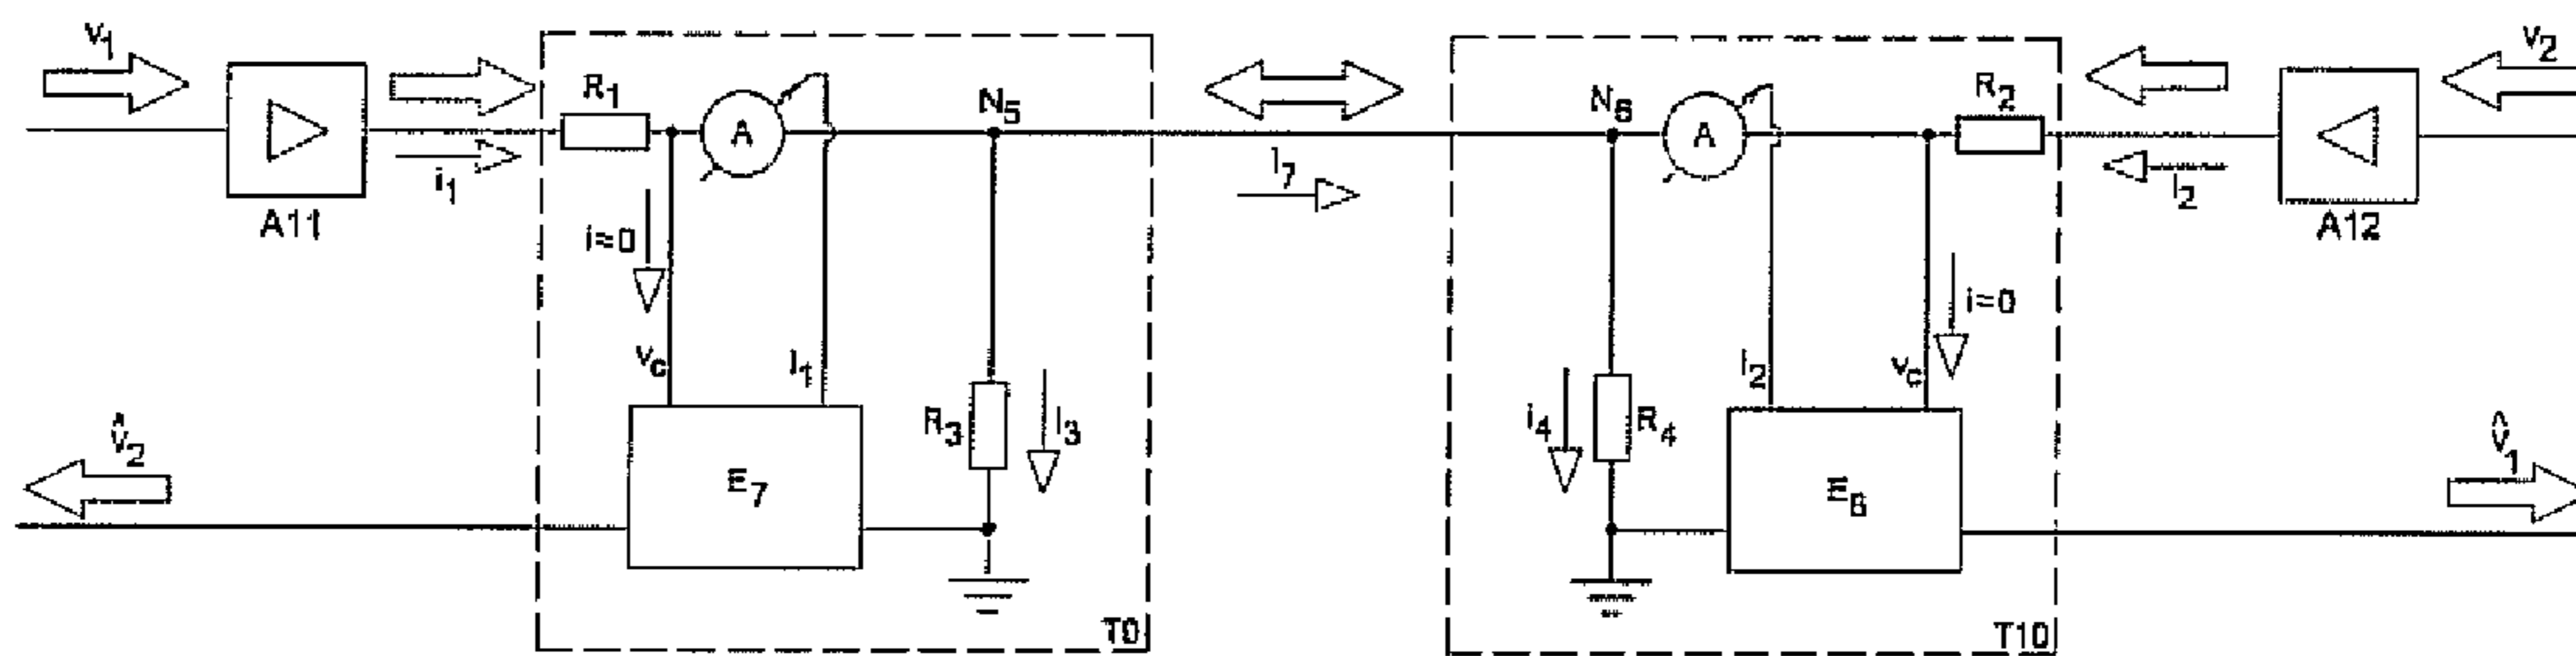 v1
A11
i1
R1
A
N5
i=0
vc
I1
R3
I3
E7
v̂2
T0
I7
N6
A
R2
v2
A12
I2
i=0
i4
R4
I2
vc
E8
v̂1
T10